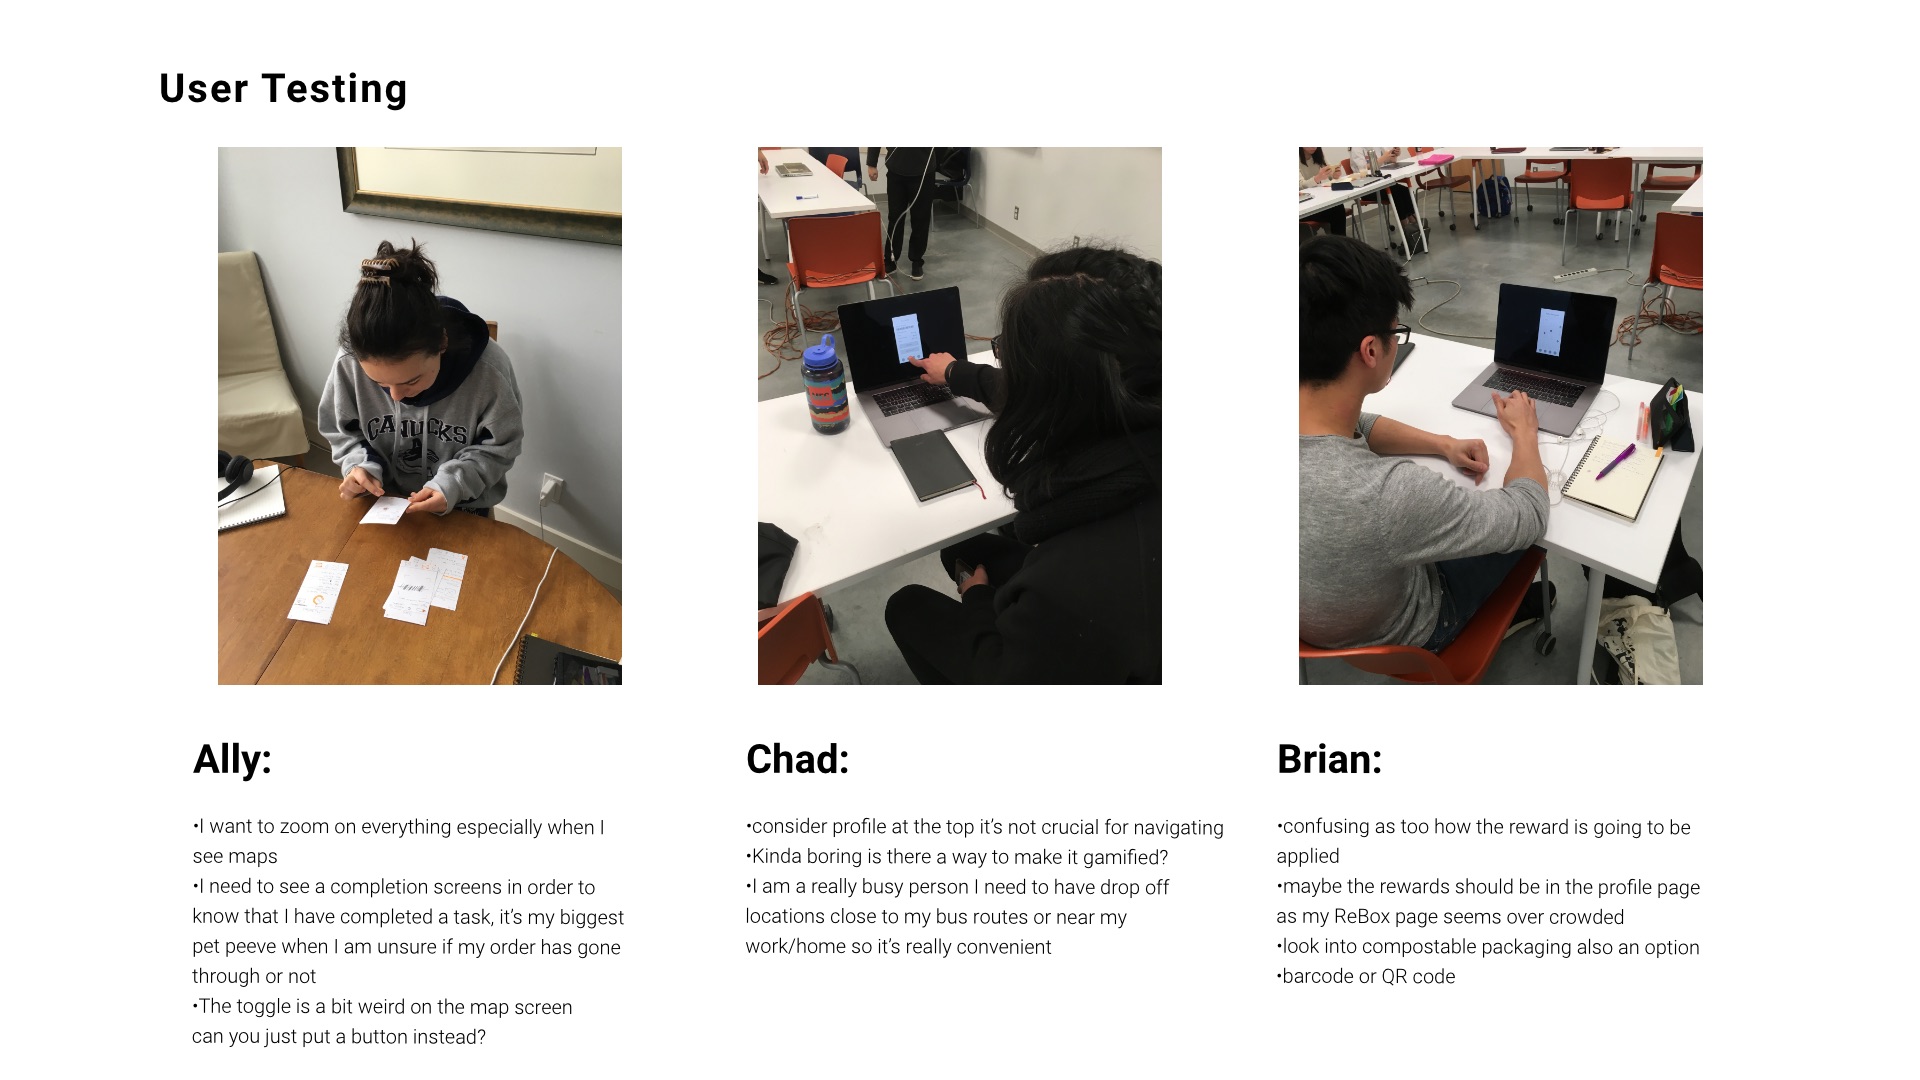 User Testing
CANUCKS
Ally:
•I want to zoom on everything especially when I
see maps
•I need to see a completion screens in order to
know that I have completed a task, it’s my biggest
pet peeve when I am unsure if my order has gone
through or not
•The toggle is a bit weird on the map screen
can you just put a button instead?
Chad:
•consider profile at the top it’s not crucial for navigating
•Kinda boring is there a way to make it gamified?
•I am a really busy person I need to have drop off
locations close to my bus routes or near my
work/home so it’s really convenient
Brian:
•confusing as too how the reward is going to be
applied
•maybe the rewards should be in the profile page
as my ReBox page seems over crowded
•look into compostable packaging also an option
•barcode or QR code